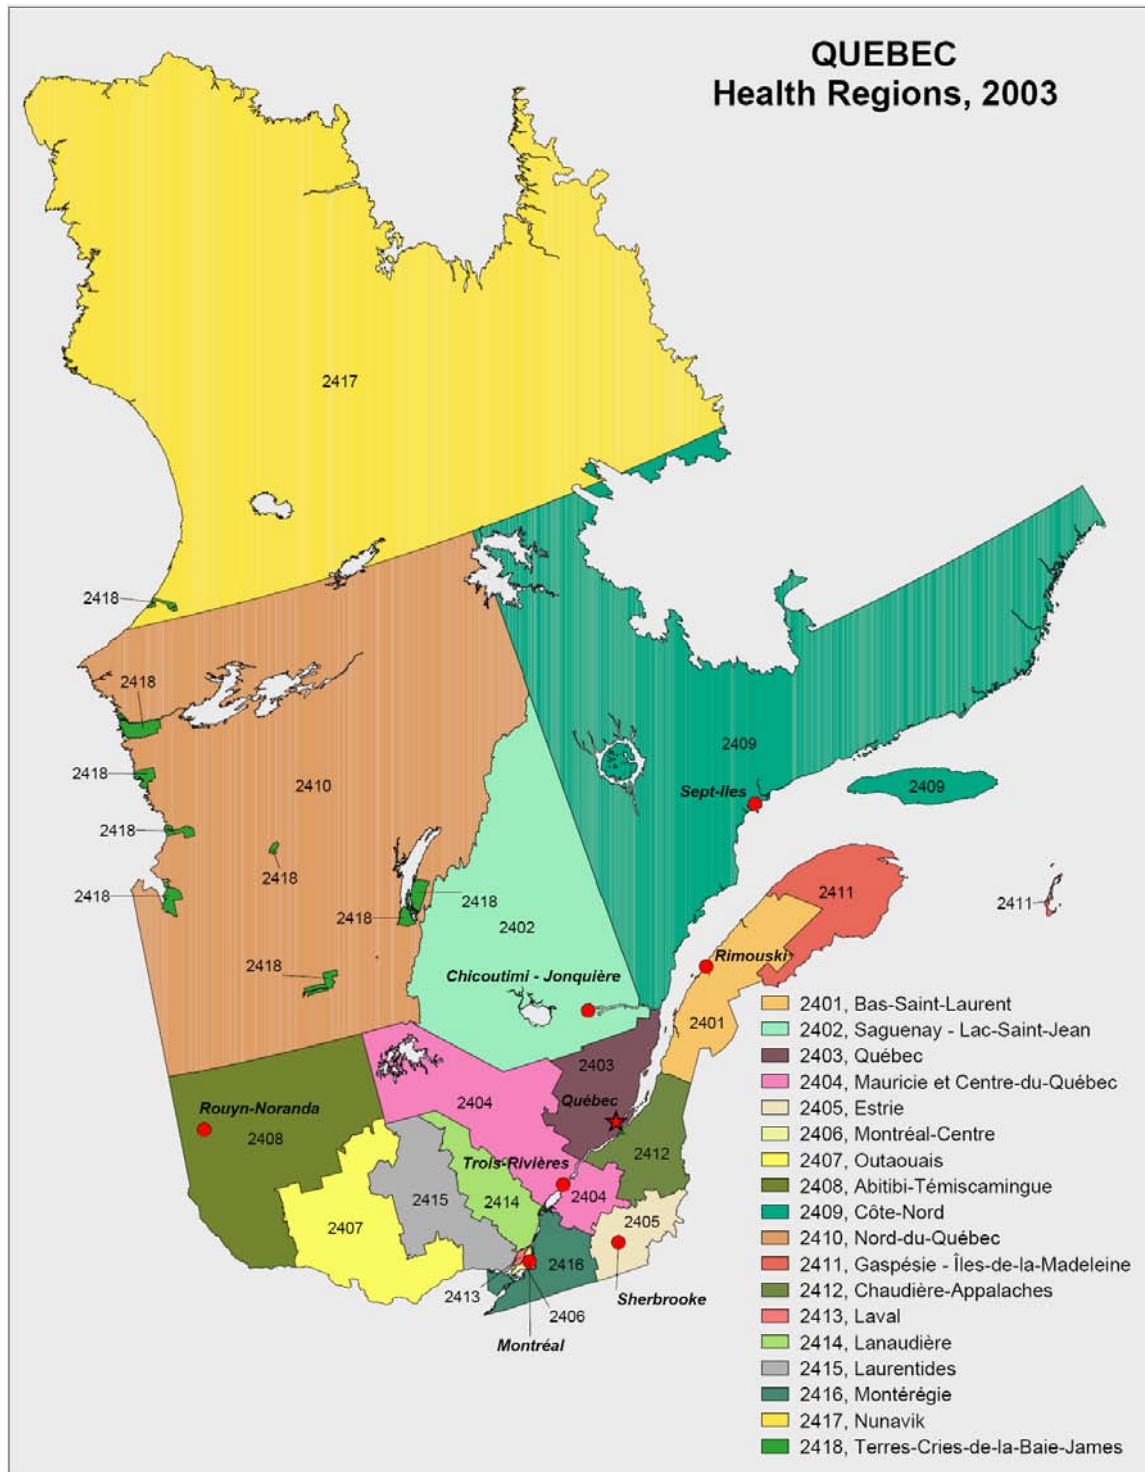 QUEBEC
Health Regions, 2003
2417
2418
2418
2409
2418
2410
Sept-Iles
2409
2418
2418
2411
2418
2418
2418
2411
2402
Rimouski
2418
Chicoutimi - Jonquière
2401
2403
Québec
2404
Rouyn-Noranda
2408
2412
Trois-Rivières
2415
2414
2404
2407
2405
2416
2413
2406
Sherbrooke
Montréal
2401, Bas-Saint-Laurent
2402, Saguenay - Lac-Saint-Jean
2403, Québec
2404, Mauricie et Centre-du-Québec
2405, Estrie
2406, Montréal-Centre
2407, Outaouais
2408, Abitibi-Témiscamingue
2409, Côte-Nord
2410, Nord-du-Québec
2411, Gaspésie - Îles-de-la-Madeleine
2412, Chaudière-Appalaches
2413, Laval
2414, Lanaudière
2415, Laurentides
2416, Montérégie
2417, Nunavik
2418, Terres-Cries-de-la-Baie-James